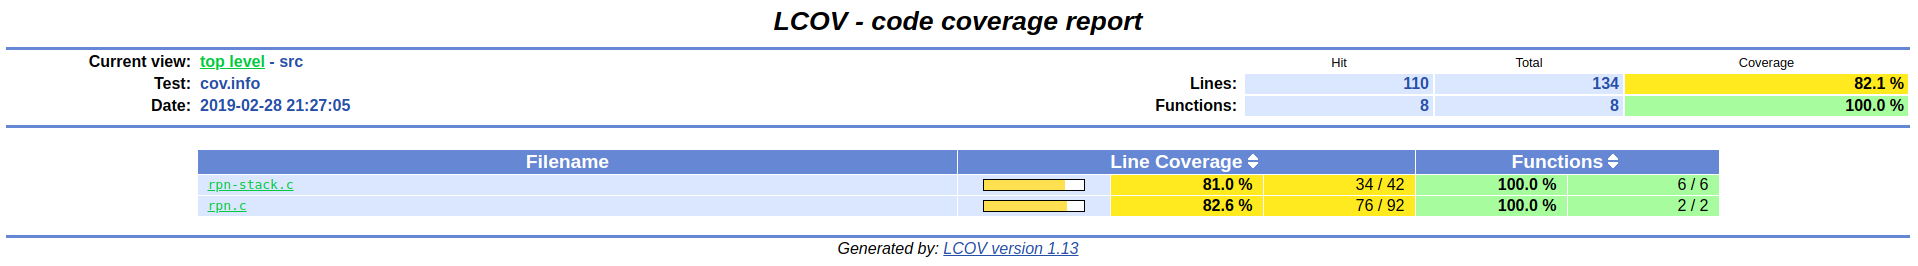 LCOV - code coverage report
Current view: top level - src
Hit Total Coverage
Test: cov.info Lines: 110 134 82.1 %
Date: 2019-02-28 21:27:05 Functions: 8 8 100.0 %
Filename Line Coverage Functions
rpn-stack.c 81.0 % 34 / 42 100.0 % 6 / 6
rpn.c 82.6 % 76 / 92 100.0 % 2 / 2
Generated by: LCOV version 1.13